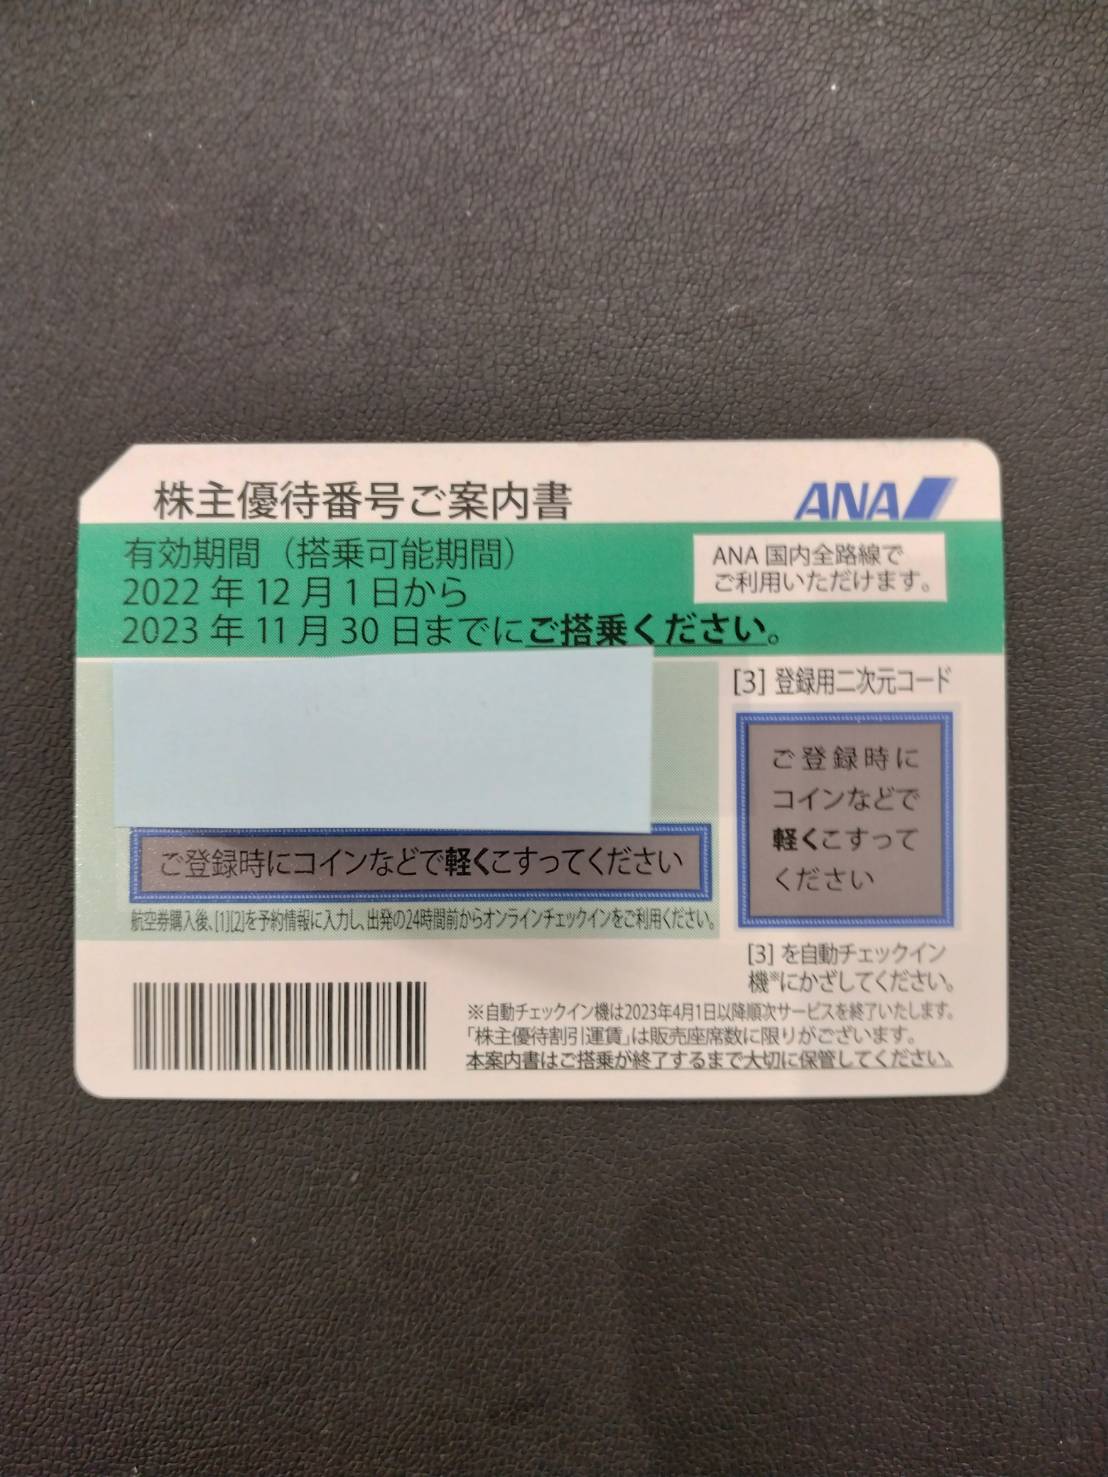 株主優待番号ご案内書
ANA
有効期間（搭乗可能期間）
2022 年 12 月 1 日から
2023 年 11 月 30 日までにご搭乗ください。
ANA 国内全路線で
ご利用いただけます。
[3] 登録用二次元コード
ご登録時に
コインなどで
軽くこすって
ください
ご登録時にコインなどで軽くこすってください
航空券購入後、[1][2]を予約情報に入力し、出発の24時間前からオンラインチェックインをご利用ください。
[3] を自動チェックイン
機※にかざしてください。
※自動チェックイン機は2023年4月1日以降順次サービスを終了いたします。
「株主優待割引運賃」は販売座席数に限りがございます。
本案内書はご搭乗が終了するまで大切に保管してください。